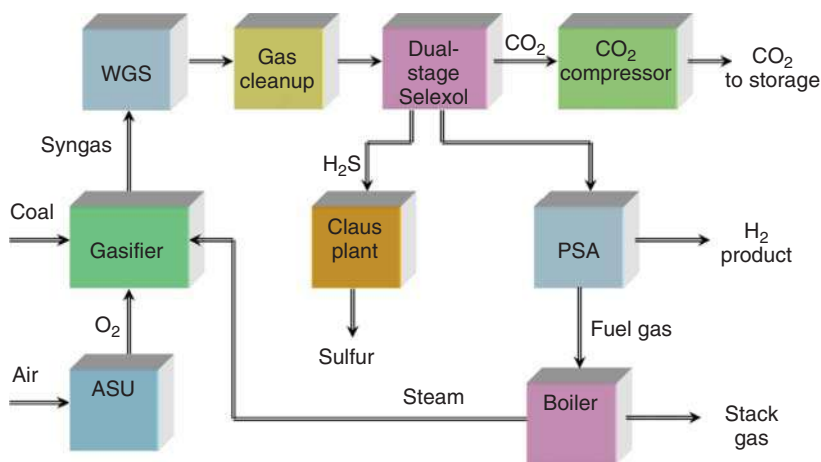 WGS
Gas
cleanup
Dual-
stage
Selexol
CO₂
CO₂
compressor
CO₂
to storage
Syngas
H₂S
Coal
Gasifier
Claus
plant
PSA
H₂
product
O₂
Fuel gas
Sulfur
Air
ASU
Steam
Boiler
Stack
gas